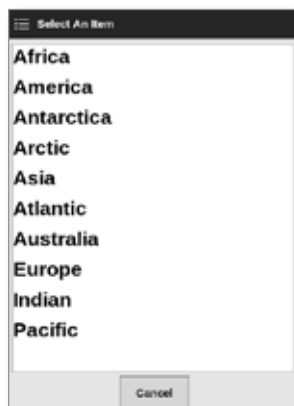 Select An Item
Africa
America
Antarctica
Arctic
Asia
Atlantic
Australia
Europe
Indian
Pacific
Cancel